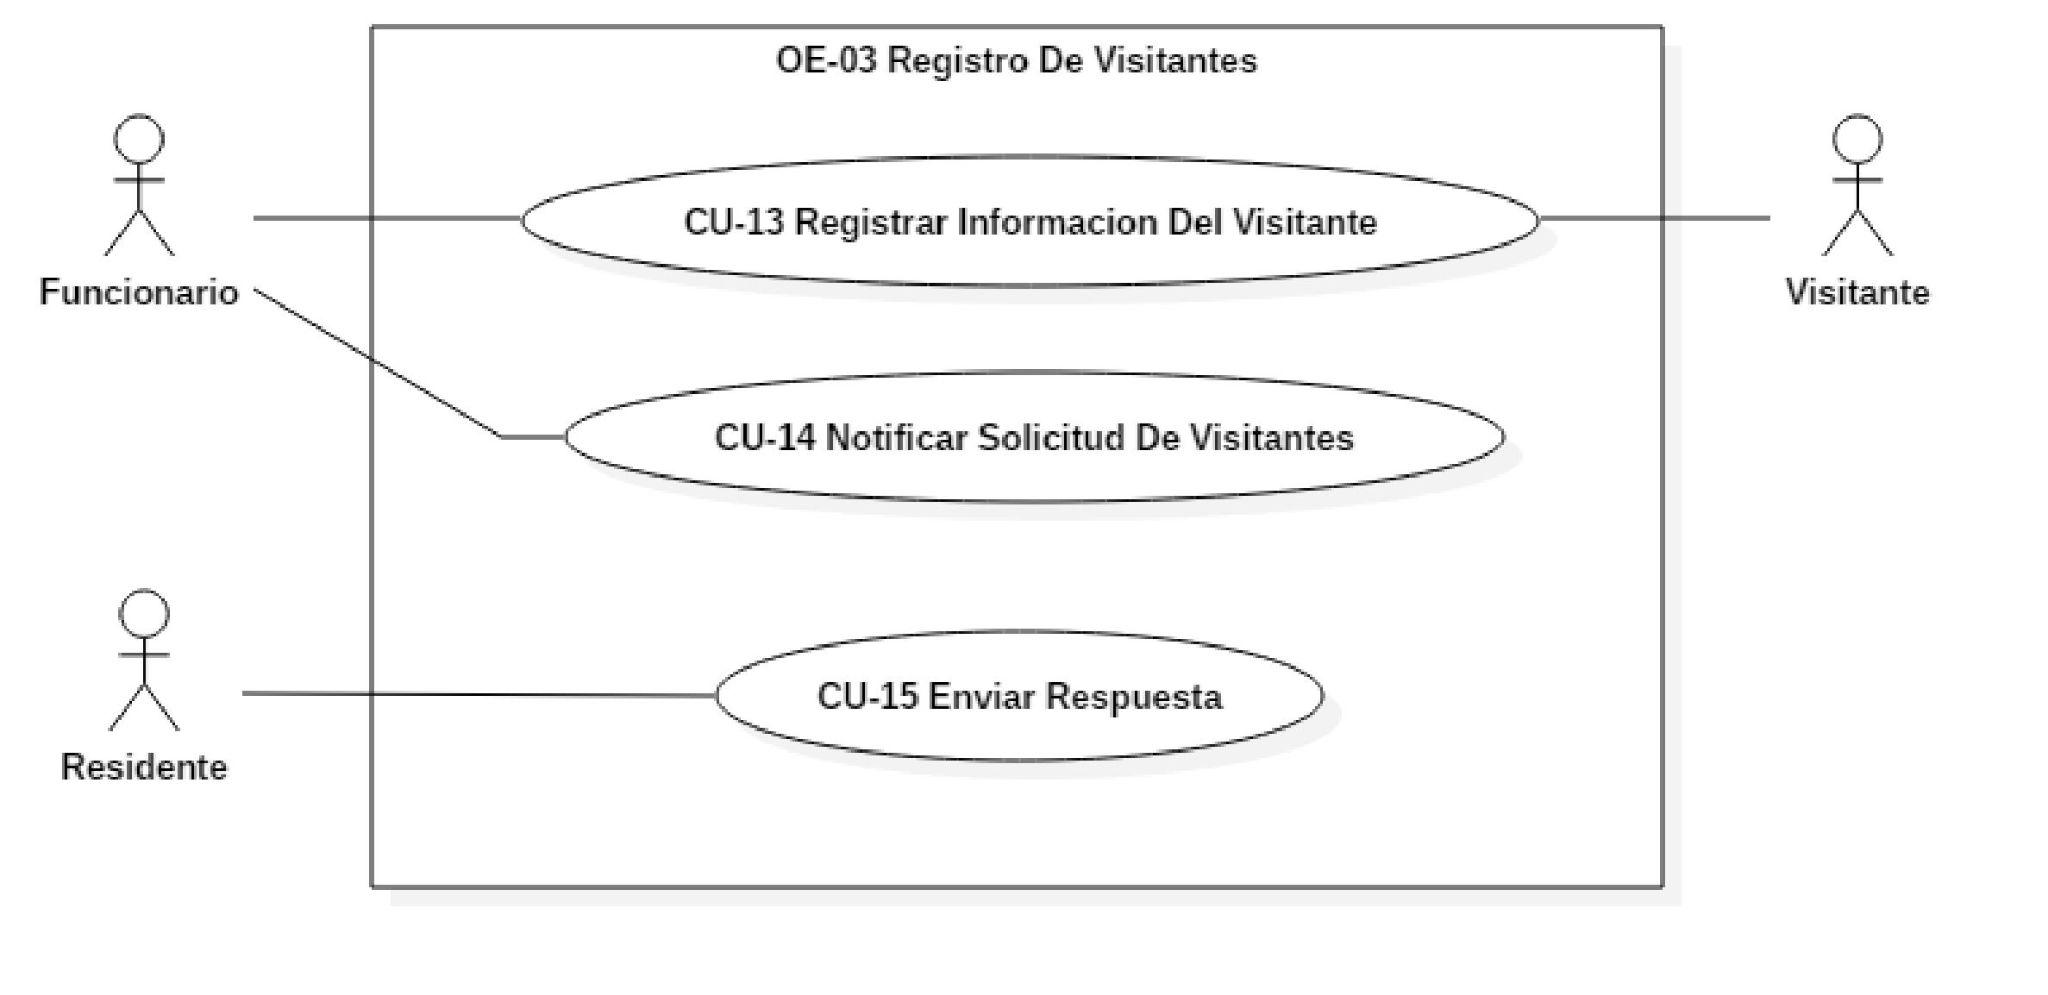 OE-03 Registro De Visitantes
CU-13 Registrar Informacion Del Visitante
Funcionario
Visitante
CU-14 Notificar Solicitud De Visitantes
CU-15 Enviar Respuesta
Residente